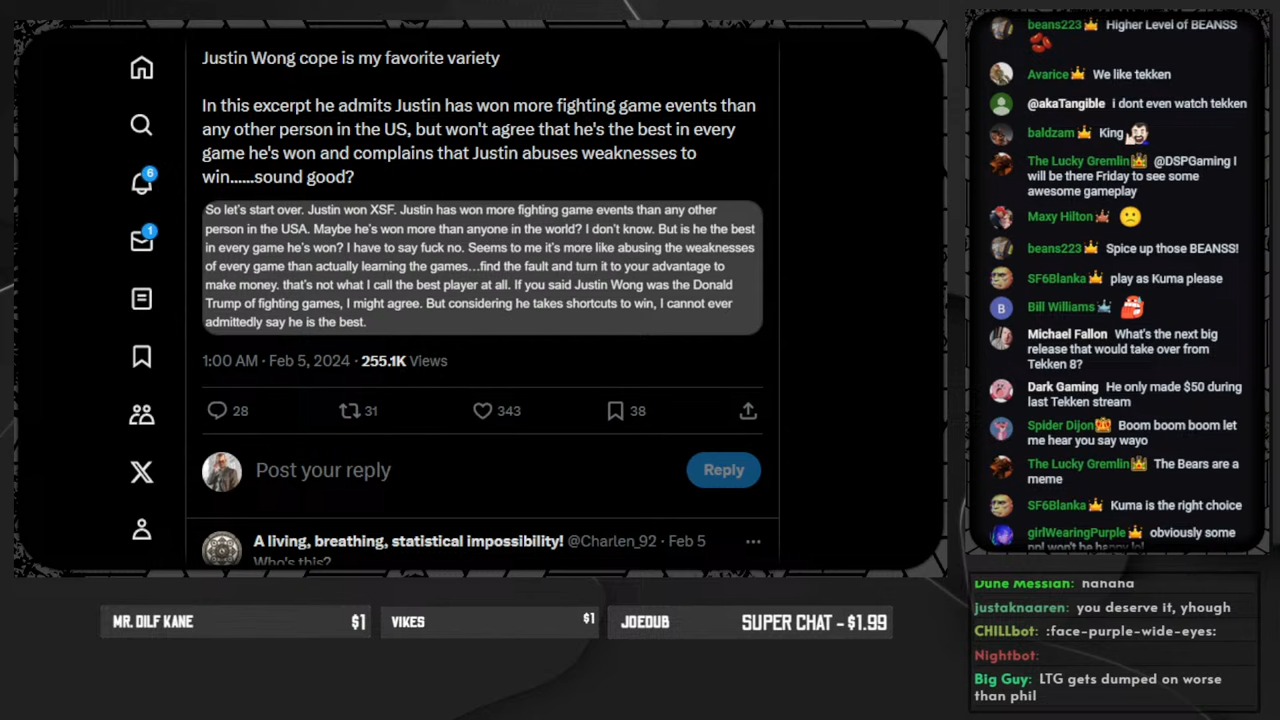 Justin Wong cope is my favorite variety
In this excerpt he admits Justin has won more fighting game events than
any other person in the US, but won't agree that he's the best in every
game he's won and complains that Justin abuses weaknesses to
win......sound good?
So let's start over. Justin won XSF. Justin has won more fighting game events than any other
person in the USA. Maybe he's won more than anyone in the world? I don't know. But is he the best
in every game he's won? I have to say fuck no. Seems to me it's more like abusing the weaknesses
of every game than actually learning the games...find the fault and turn it to your advantage to
make money. that's not what I call the best player at all. If you said Justin Wong was the Donald
Trump of fighting games, I might agree. But considering he takes shortcuts to win, I cannot ever
admittedly say he is the best.
1:00 AM · Feb 5, 2024 · 255.1K Views
28
31
343
38
6
1
X
Post your reply
Reply
A living, breathing, statistical impossibility! @Charlen_92 · Feb 5
Who's this?
MR. DILF KANE $1
VIKES $1
JOEDUB SUPER CHAT - $1.99
beans223 Higher Level of BEANSS
Avarice We like tekken
@akaTangible i dont even watch tekken
baldzam King
The Lucky Gremlin @DSPGaming I
will be there Friday to see some
awesome gameplay
Maxy Hilton
beans223 Spice up those BEANSS!
SF6Blanka play as Kuma please
B
Bill Williams
Michael Fallon What's the next big
release that would take over from
Tekken 8?
Dark Gaming He only made $50 during
last Tekken stream
Spider Dijon Boom boom boom let
me hear you say wayo
The Lucky Gremlin The Bears are a
meme
SF6Blanka Kuma is the right choice
girlWearingPurple obviously some
ppl won't be happy lol
Dune Messiah: hahaha
justaknaaren: you deserve it, yhough
CHILLbot: :face-purple-wide-eyes:
Nightbot:
Big Guy: LTG gets dumped on worse
than phil